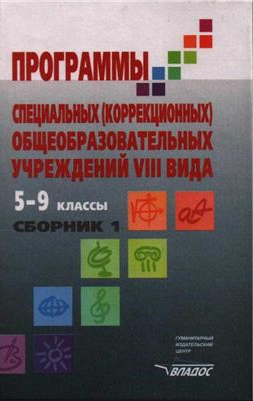 ПРОГРАММЫ
СПЕЦИАЛЬНЫХ (КОРРЕКЦИОННЫХ)
ОБЩЕОБРАЗОВАТЕЛЬНЫХ
УЧРЕЖДЕНИЙ VIII ВИДА
5-9 КЛАССЫ
СБОРНИК 1
ГУМАНИТАРНЫЙ
ИЗДАТЕЛЬСКИЙ
ЦЕНТР
ВЛАДОС